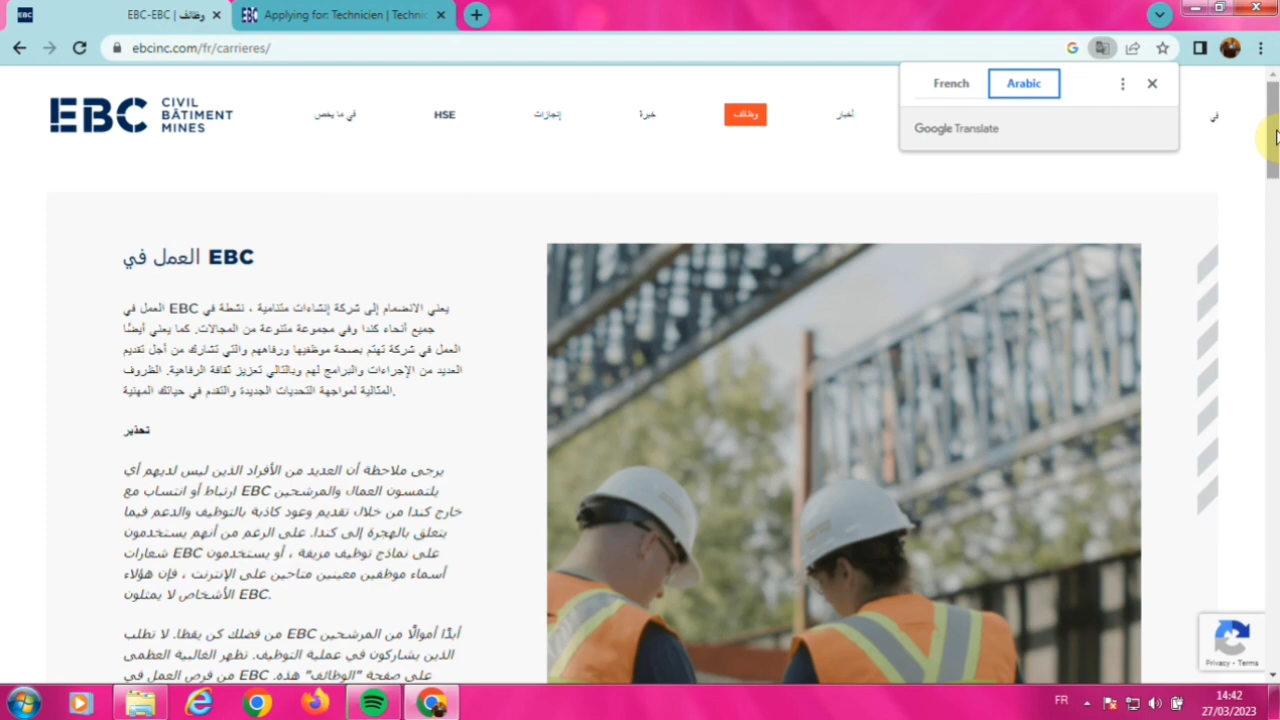 EBC-EBC | وظائف
Applying for: Technicien | Technic
ebcinc.com/fr/carrieres/
French
Arabic
Google Translate
EBC
CIVIL
BÂTIMENT
MINES
في ما يخص
HSE
إنجازات
خبرة
وظائف
أخبار
في
العمل في EBC
العمل في EBC يعني الانضمام إلى شركة إنشاءات متنامية ، نشطة في
جميع أنحاء كندا وفي مجموعة متنوعة من المجالات. كما يعني أيضًا
العمل في شركة تهتم بصحة موظفيها ورفاههم والتي تشارك من أجل تقديم
العديد من الإجراءات والبرامج لهم وبالتالي تعزيز ثقافة الرفاهية. الظروف
المثالية لمواجهة التحديات الجديدة والتقدم في حياتك المهنية.
تحذير
يرجى ملاحظة أن العديد من الأفراد الذين ليس لديهم أي
ارتباط أو انتساب مع EBC يلتمسون العمال والمرشحين
خارج كندا من خلال تقديم وعود كاذبة بالتوظيف والدعم فيما
يتعلق بالهجرة إلى كندا. على الرغم من أنهم يستخدمون
شعارات EBC على نماذج توظيف مزيفة ، أو يستخدمون
أسماء موظفين معينين متاحين على الإنترنت ، فإن هؤلاء
الأشخاص لا يمثلون EBC.
من فضلك كن يقظا. لا تطلب EBC أبدًا أموالًا من المرشحين
الذين يشاركون في عملية التوظيف. تظهر الغالبية العظمى
من فرص العمل في EBC على صفحة "الوظائف" هذه.
Privacy - Terms
FR
14:42
27/03/2023